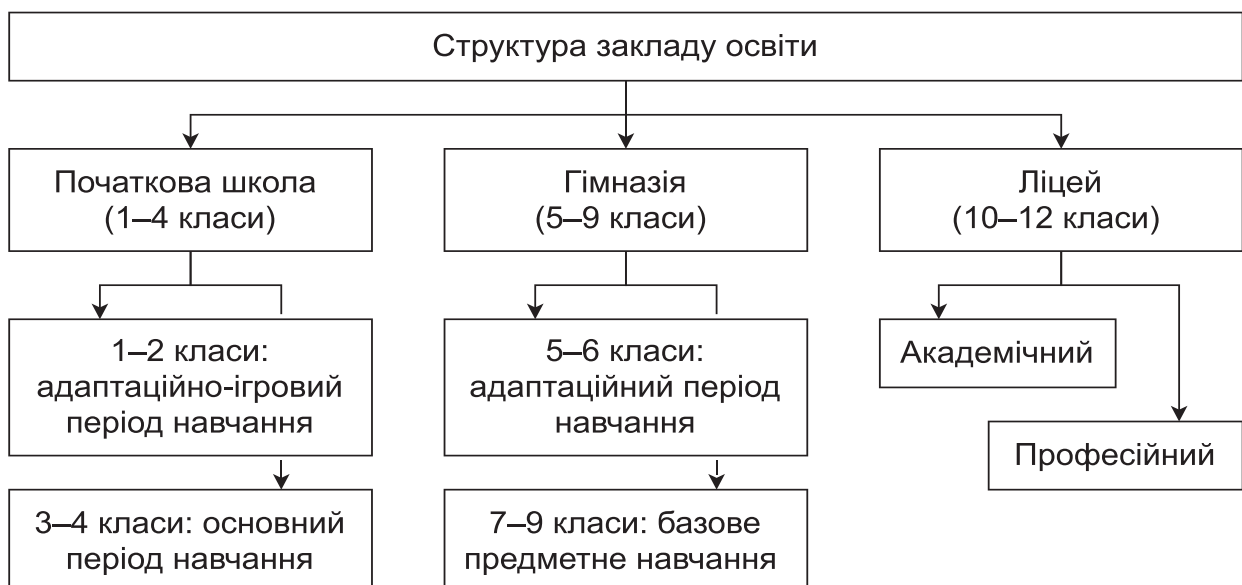 Структура закладу освіти
Початкова школа
(1–4 класи)
Гімназія
(5–9 класи)
Ліцей
(10–12 класи)
1–2 класи:
адаптаційно-ігровий
період навчання
5–6 класи:
адаптаційний період
навчання
Академічний
Професійний
3–4 класи: основний
період навчання
7–9 класи: базове
предметне навчання